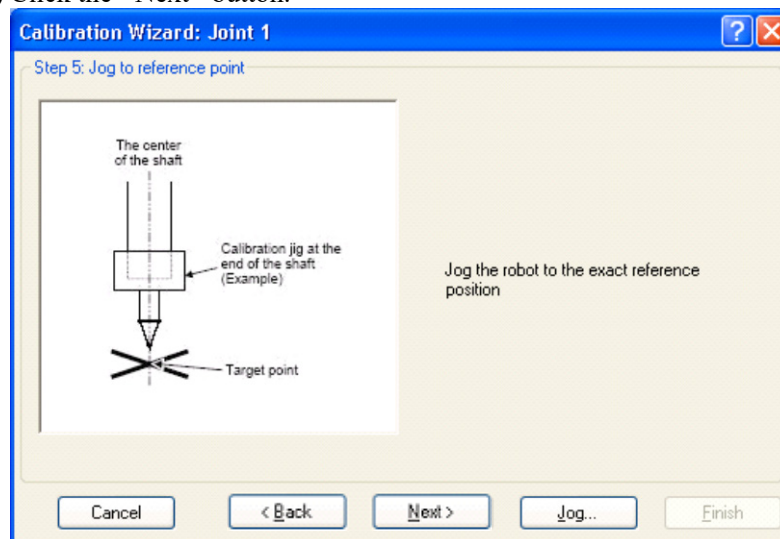 Click the "Next" button.
Calibration Wizard: Joint 1
Step 5: Jog to reference point
The center
of the shaft
Calibration jig at the
end of the shaft
(Example)
Target point
Jog the robot to the exact reference
position
Cancel
< Back
Next >
Jog...
Finish